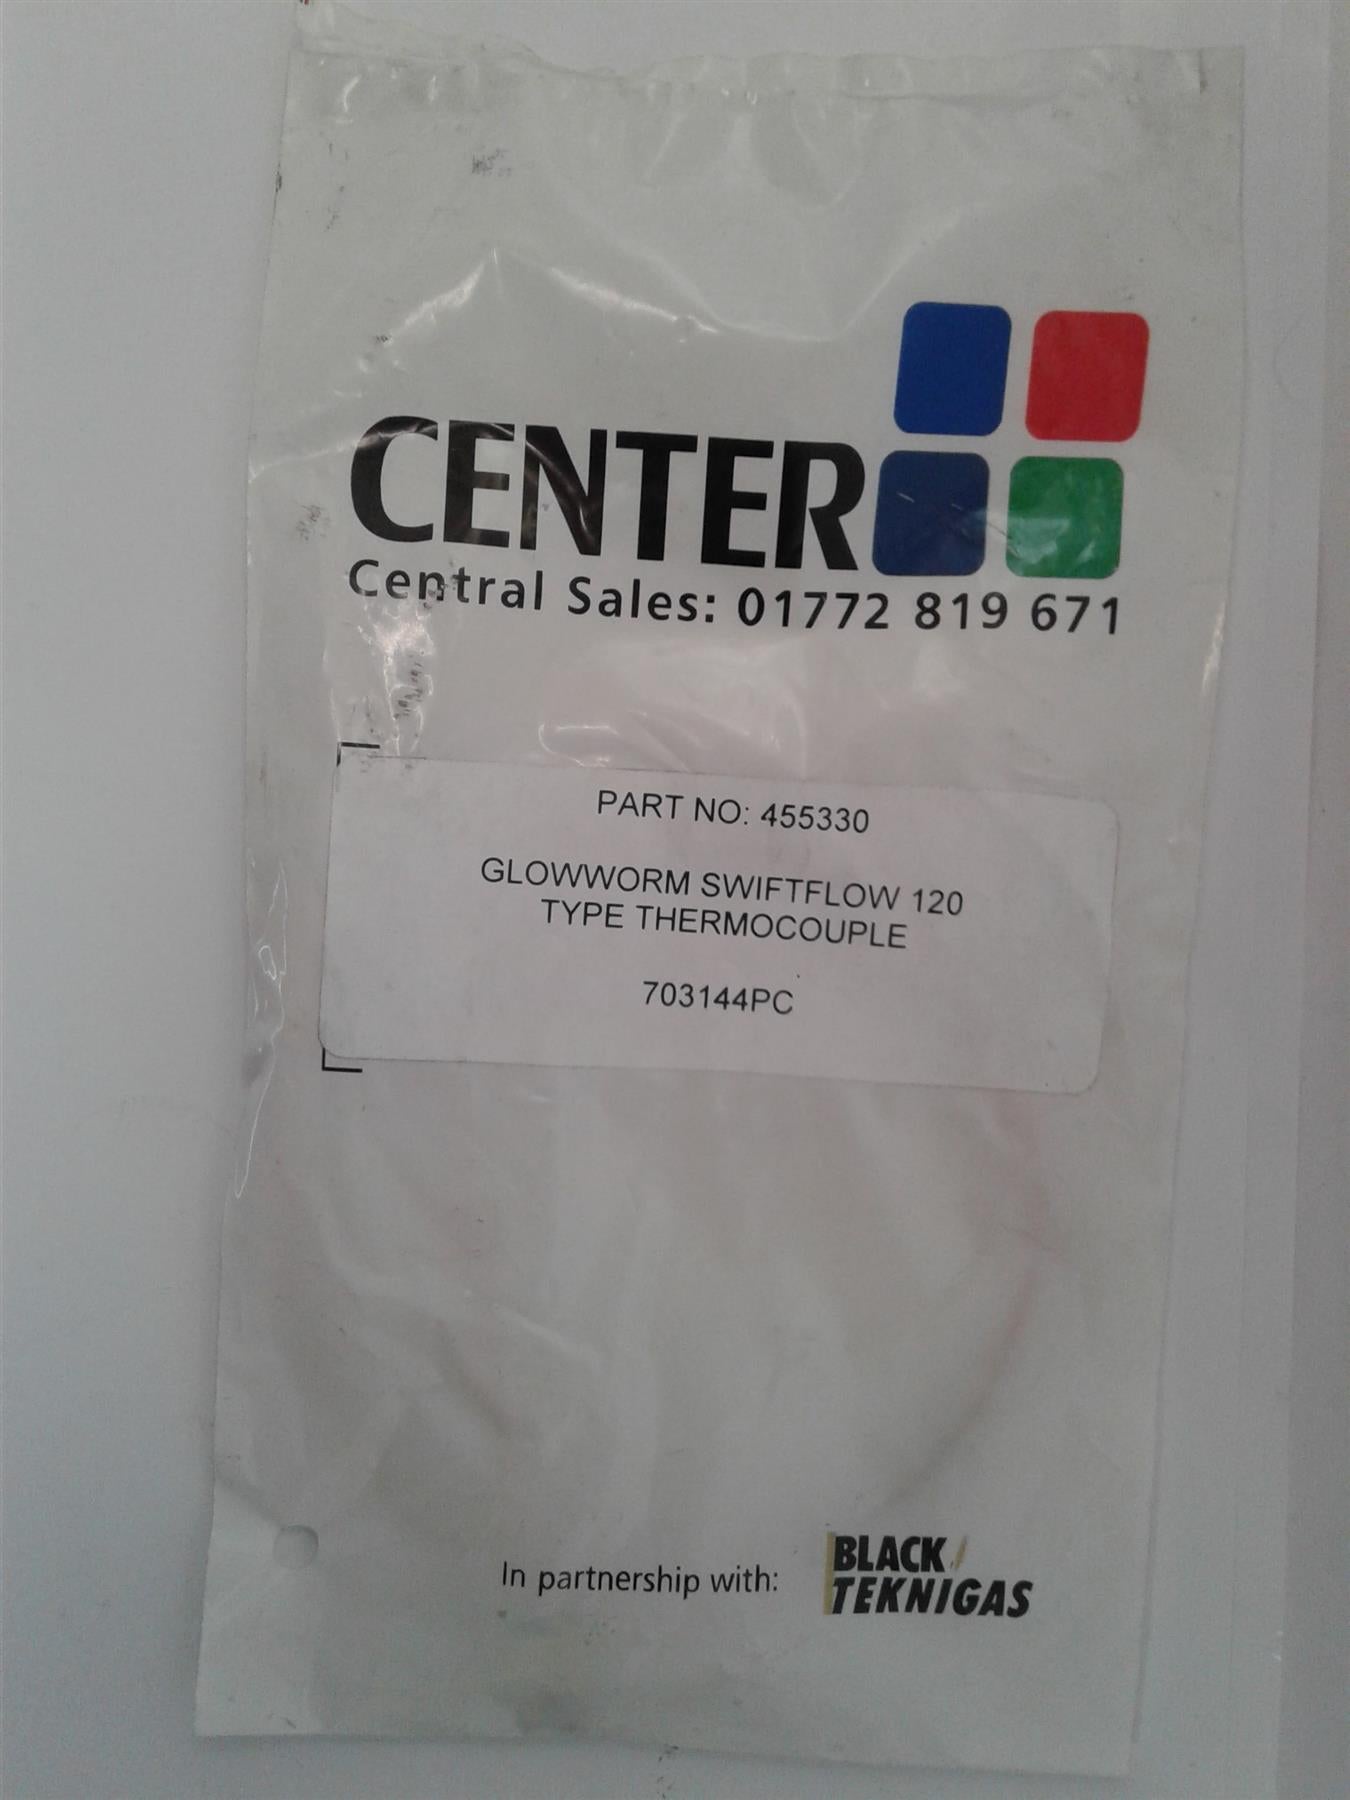 CENTER
Central Sales: 01772 819 671
PART NO: 455330
GLOWWORM SWIFTFLOW 120
TYPE THERMOCOUPLE
703144PC
In partnership with:
BLACK
TEKNIGAS